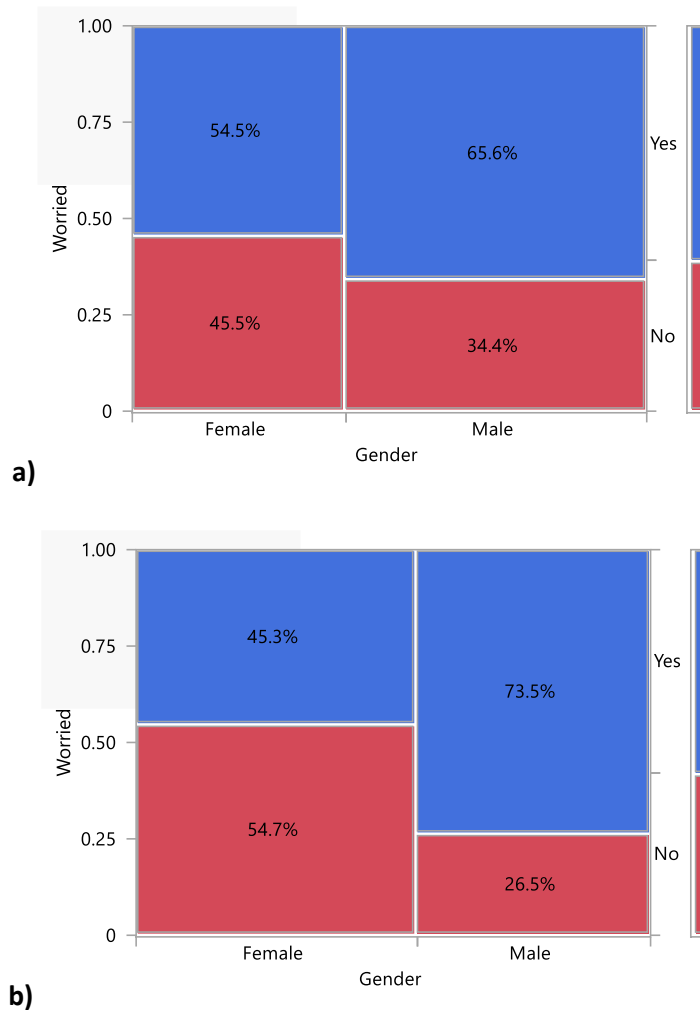 1.00
0.75
0.50
0.25
0
Worried
54.5%
65.6%
45.5%
34.4%
Yes
No
Female
Male
Gender
a)
1.00
0.75
0.50
0.25
0
Worried
45.3%
73.5%
54.7%
26.5%
Yes
No
Female
Male
Gender
b)